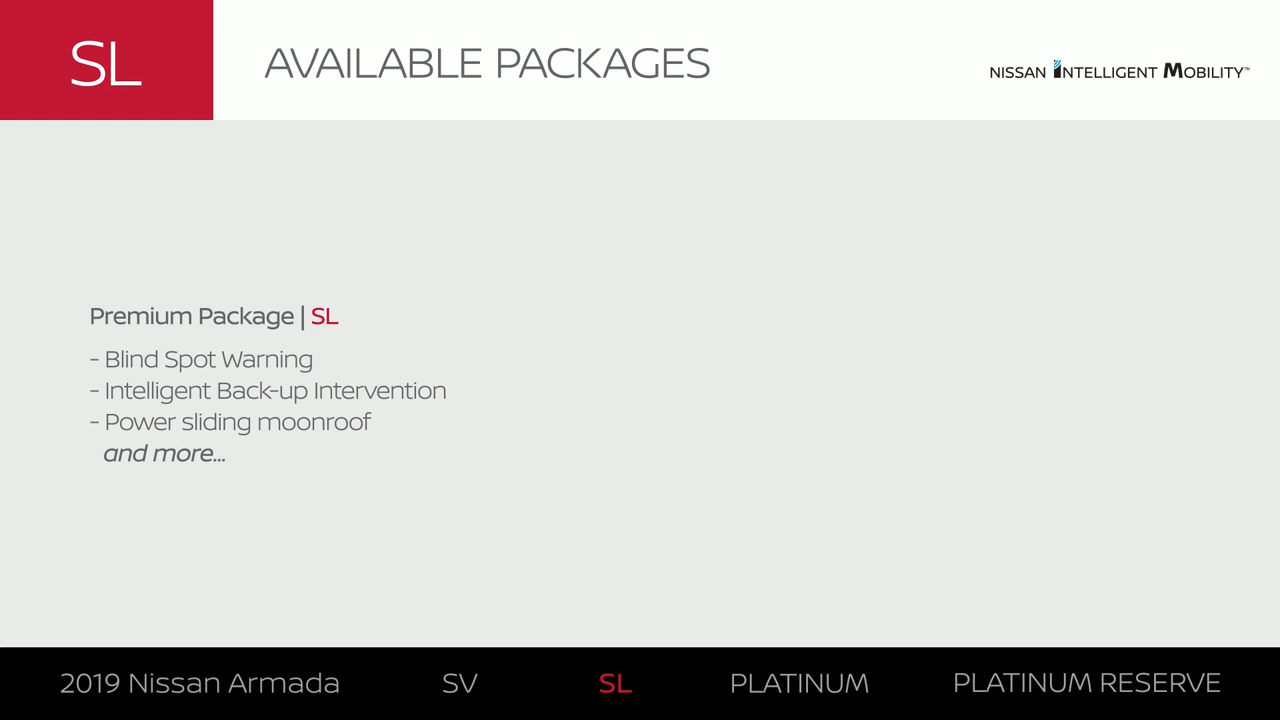 SL
AVAILABLE PACKAGES
NISSAN INTELLIGENT MOBILITY™
Premium Package | SL
- Blind Spot Warning
- Intelligent Back-up Intervention
- Power sliding moonroof
and more...
2019 Nissan Armada SV SL PLATINUM PLATINUM RESERVE